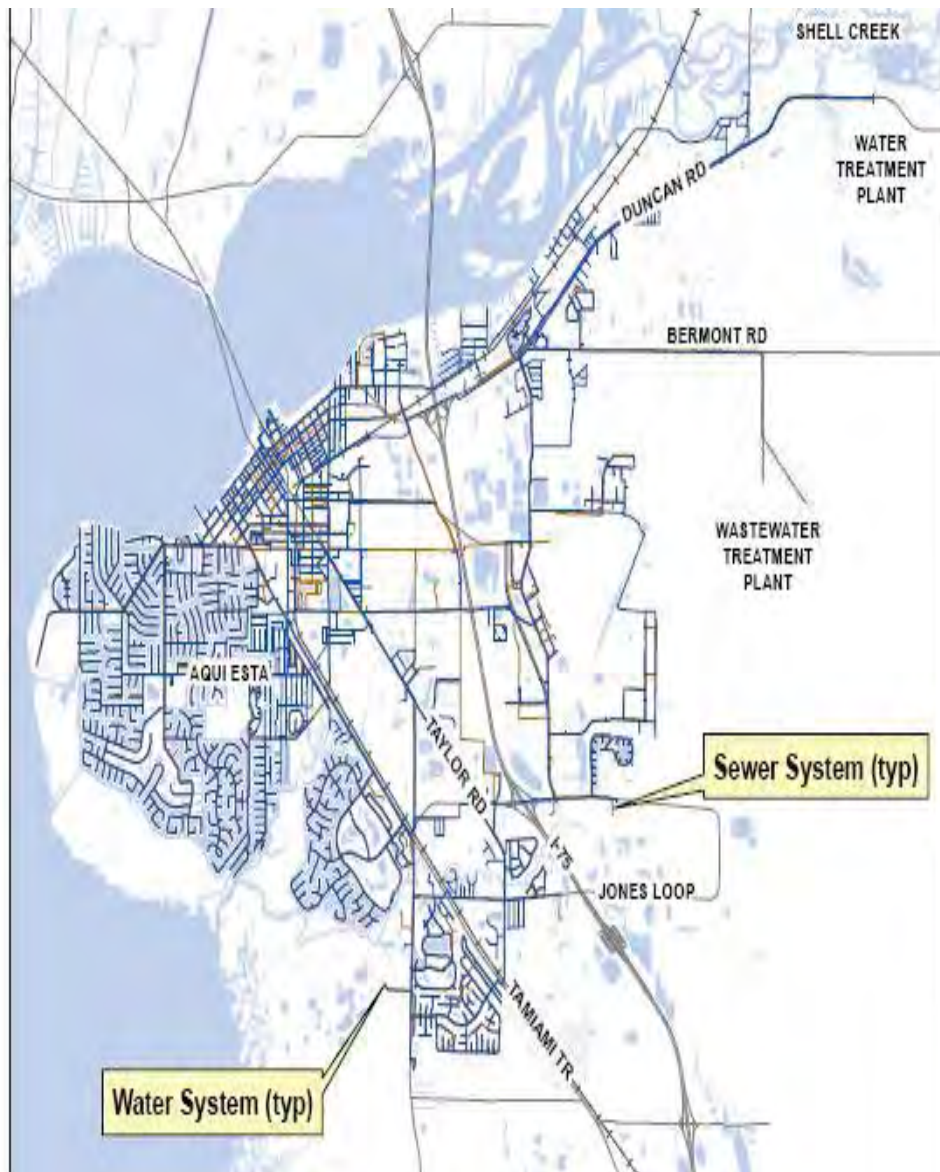 SHELL CREEK
WATER
TREATMENT
PLANT
DUNCAN RD
BERMONT RD
WASTEWATER
TREATMENT
PLANT
AQUI ESTA
TAYLOR RD
Sewer System (typ)
I-75
JONES LOOP
TAMIAMI TR
Water System (typ)